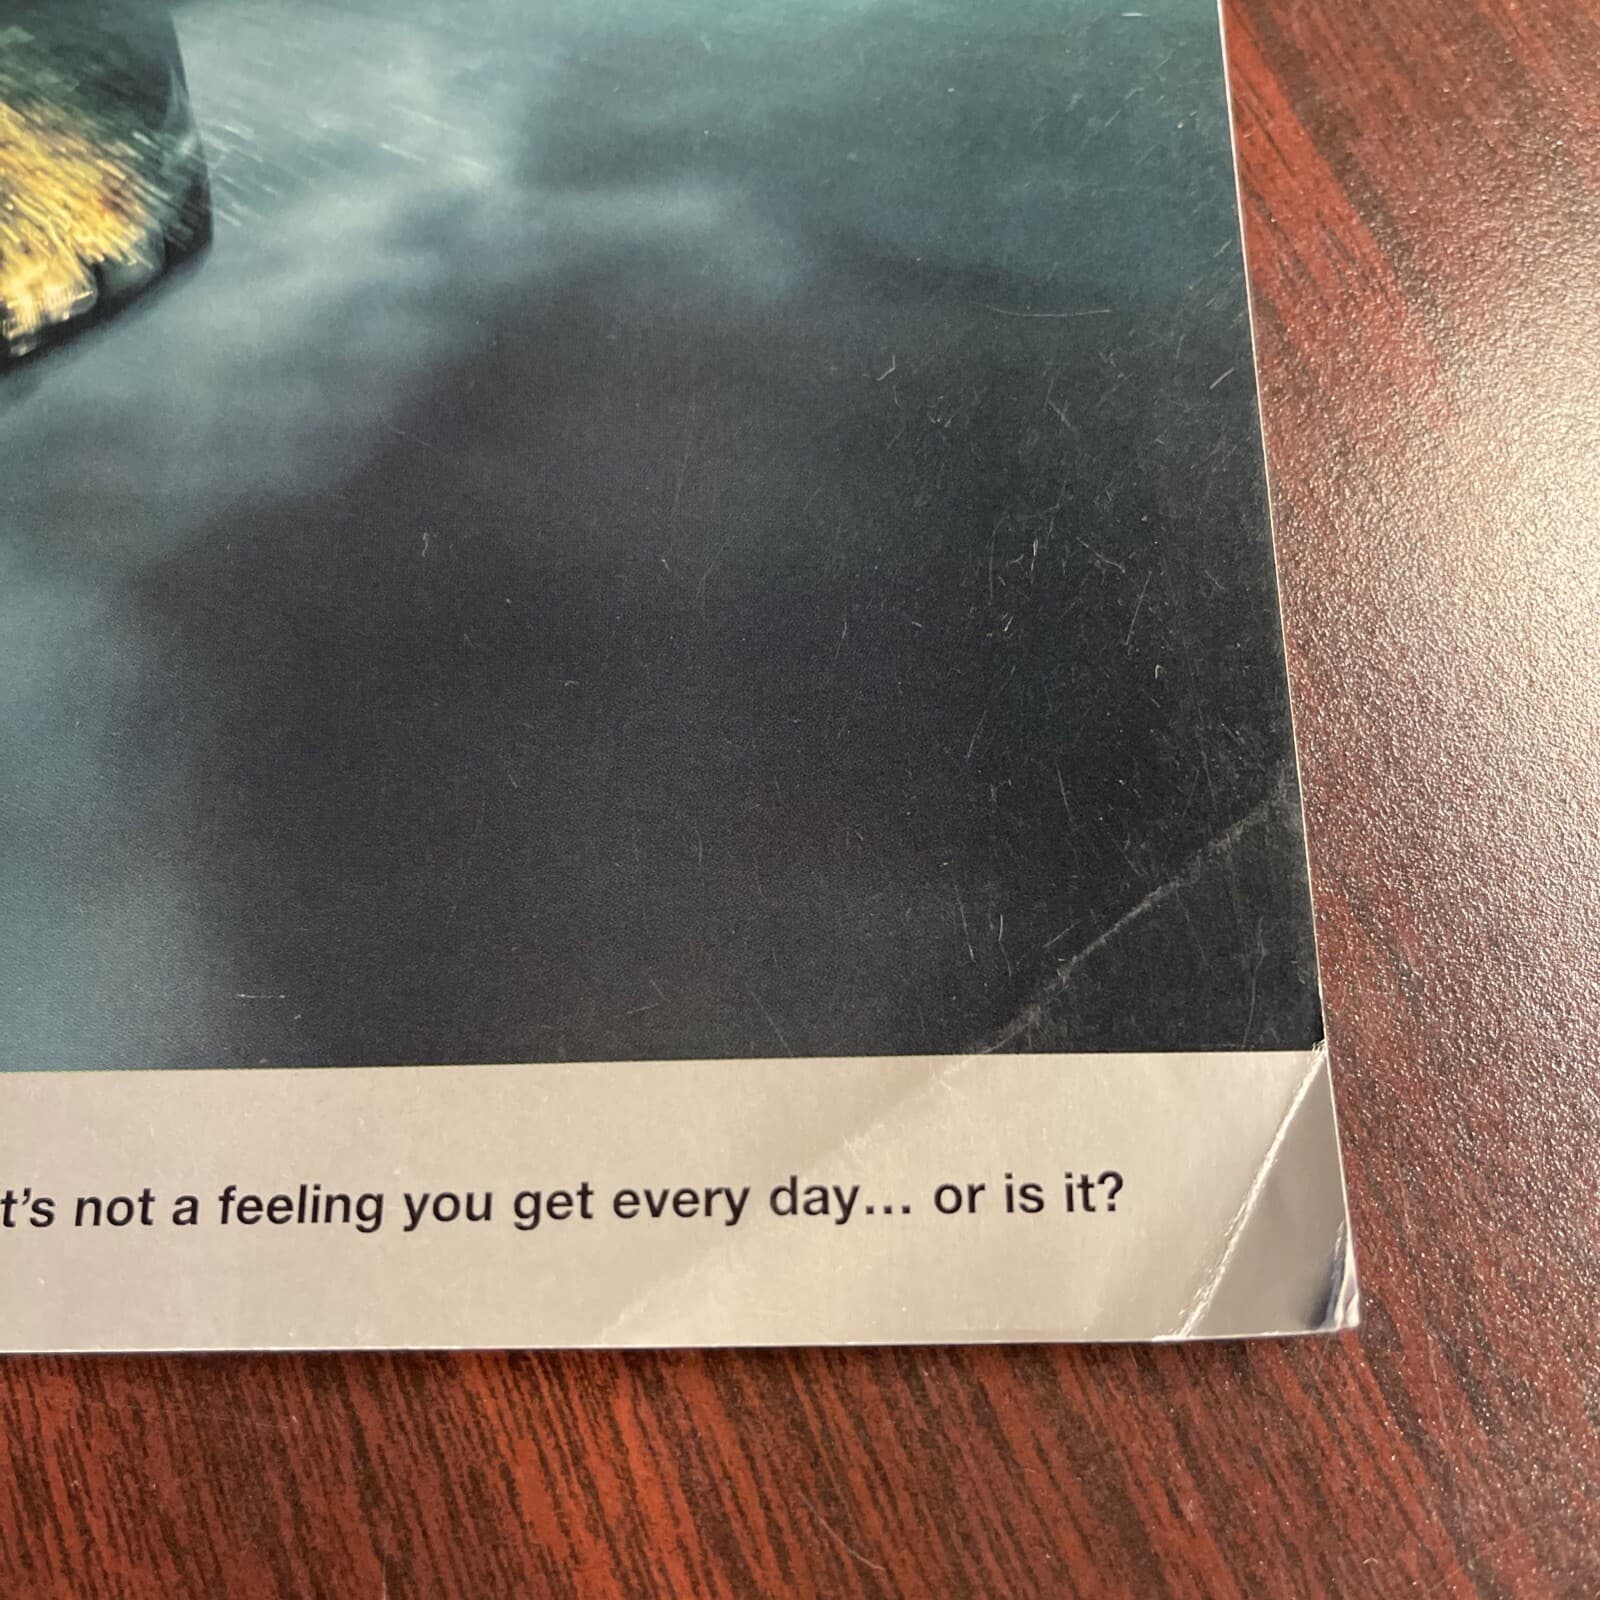 t's not a feeling you get every day... or is it?